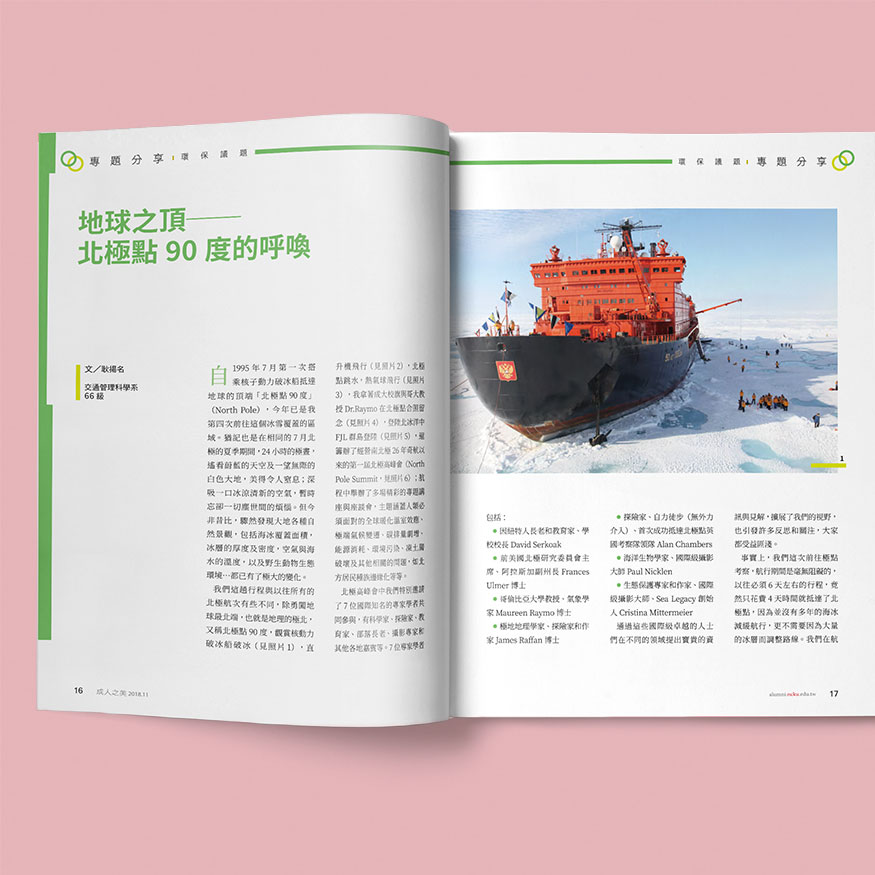 專題分享 環保議題
地球之頂——
北極點 90 度的呼喚
文／耿揚名
交通管理科學系
66 級
自 1995 年 7 月第一次搭
乘核子動力破冰船抵達
地球的頂端「北極點 90 度」
（North Pole），今年已是我
第四次前往這個冰雪覆蓋的區
域。猶記也是在相同的 7 月北
極的夏季期間，24 小時的極晝，
遙看蔚藍的天空及一望無際的
白色大地，美得令人窒息；深
吸一口冰涼清新的空氣，暫時
忘卻一切塵世間的煩惱。但今
非昔比，驟然發現大地各種自
然景觀，包括海冰覆蓋面積，
冰層的厚度及密度，空氣與海
水的溫度，以及野生動物生態
環境…都已有了極大的變化。
我們這趟行程與以往所有的
北極航次有些不同，除勇闖地
球最北端，也就是地理的極北，
又稱北極點 90 度，觀賞核動力
破冰船破冰（見照片 1），直
升機飛行（見照片2），北極
點跳水，熱氣球飛行（見照片
3），我拿著成大校旗與哥大教
授 Dr.Raymo 在北極點合照留
念（見照片 4），登陸北冰洋中
FJL 群島登陸（見照片 5），還
籌辦了經營南北極 26 年奇航以
來的第一屆北極高峰會（North
Pole Summit，見照片 6）；航
程中舉辦了多場精彩的專題講
座與座談會，主題涵蓋人類必
須面對的全球暖化溫室效應、
極端氣候變遷、碳排量劇增、
能源消耗、環境污染、凍土層
破壞及其他相關的問題，如北
方居民種族邊緣化等等。
北極高峰會中我們特別邀請
了 7 位國際知名的專家學者共
同參與，有科學家、探險家、教
育家、部落長老、攝影專家和
其他各地嘉賓等。7 位專家學者
16 成人之美 2018.11
環保議題 專題分享
1
包括：
● 因紐特人長老和教育家、學
校校長 David Serkoak
● 前美國北極研究委員會主
席、阿拉斯加副州長 Frances
Ulmer 博士
● 哥倫比亞大學教授、氣象學
家 Maureen Raymo 博士
● 極地地理學家、探險家和作
家 James Raffan 博士
● 探險家、自力徒步（無外力
介入）、首次成功抵達北極點英
國考察隊領隊 Alan Chambers
● 海洋生物學家、國際級攝影
大師 Paul Nicklen
● 生態保護專家和作家、國際
級攝影大師、Sea Legacy 創始
人 Cristina Mittermeier
通過這些國際級卓越的人士
們在不同的領域提出寶貴的資
訊與見解，擴展了我們的視野，
也引發許多反思和關注，大家
都受益匪淺。
事實上，我們這次前往極點
考察，航行期間是毫無阻礙的，
以往必須 6 天左右的行程，竟
然只花費 4 天時間就抵達了北
極點，因為並沒有多年的海冰
減緩航行，更不需要因為大量
的冰層而調整路線。我們在航
alumni.ncku.edu.tw 17